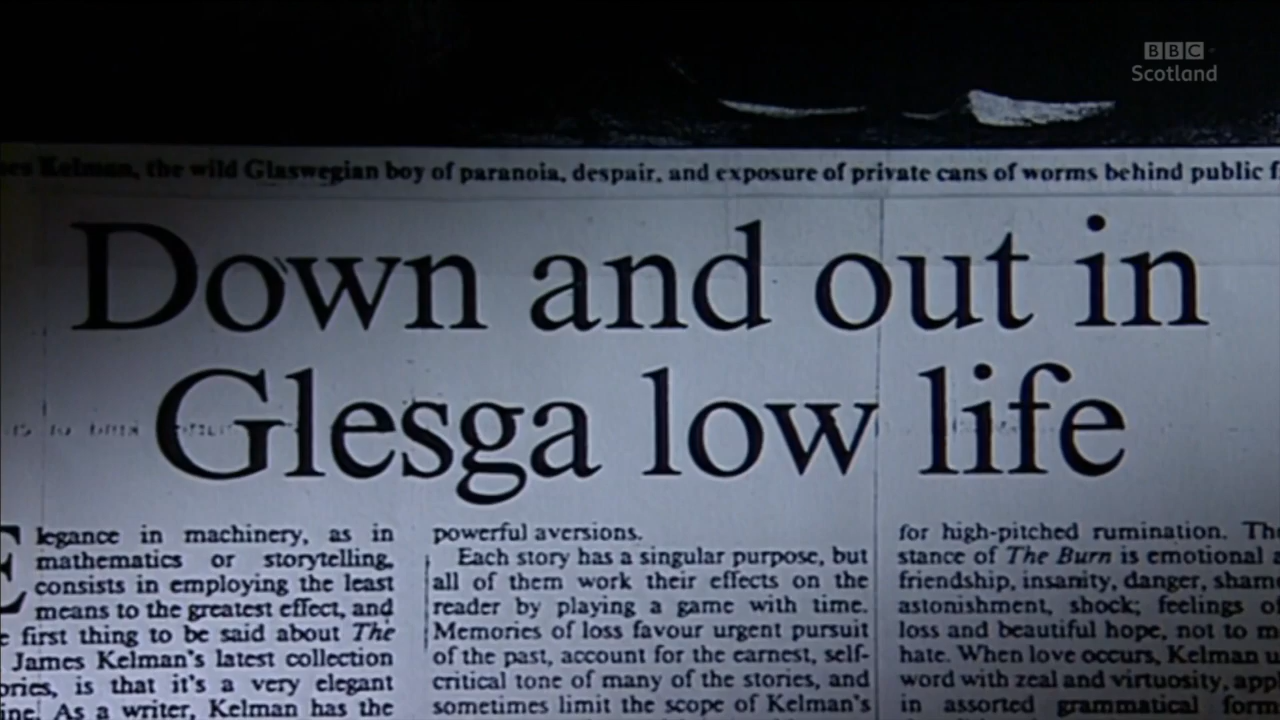 BBC
Scotland
Kelman, the wild Glaswegian boy of paranoia, despair, and exposure of private cans of worms behind public
Down and out in
Glesga low life
Elegance in machinery, as in
mathematics or storytelling,
consists in employing the least
means to the greatest effect, and
first thing to be said about The
James Kelman's latest collection
is that it's a very elegant
As a writer, Kelman has the
powerful aversions.
Each story has a singular purpose, but
all of them work their effects on the
reader by playing a game with time.
Memories of loss favour urgent pursuit
of the past, account for the earnest, self-
critical tone of many of the stories, and
sometimes limit the scope of Kelman's
for high-pitched rumination.
stance of The Burn is emotional
friendship, insanity, danger,
astonishment, shock; feelings
loss and beautiful hope, not to
hate. When love occurs, Kelman
word with zeal and virtuosity,
in assorted grammatical